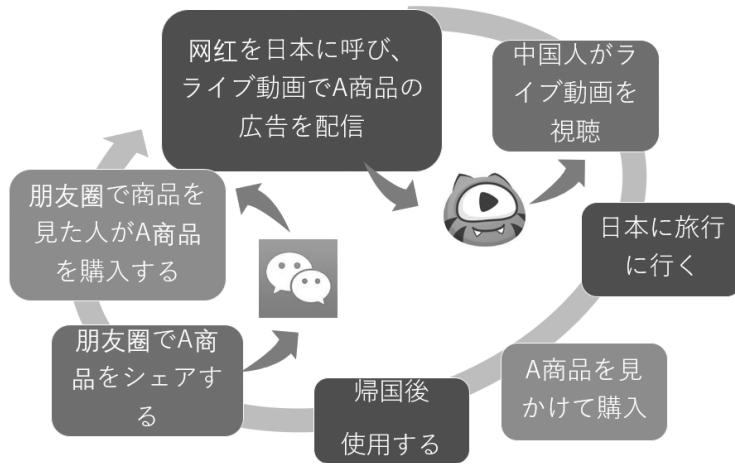 网红を日本に呼び、
ライブ動画でA商品の
広告を配信
中国人がラ
イブ動画を
視聴
日本に旅行
に行く
A商品を見
かけて購入
帰国後
使用する
朋友圈でA商
品をシェアす
る
朋友圈で商品を
見た人がA商品
を購入する